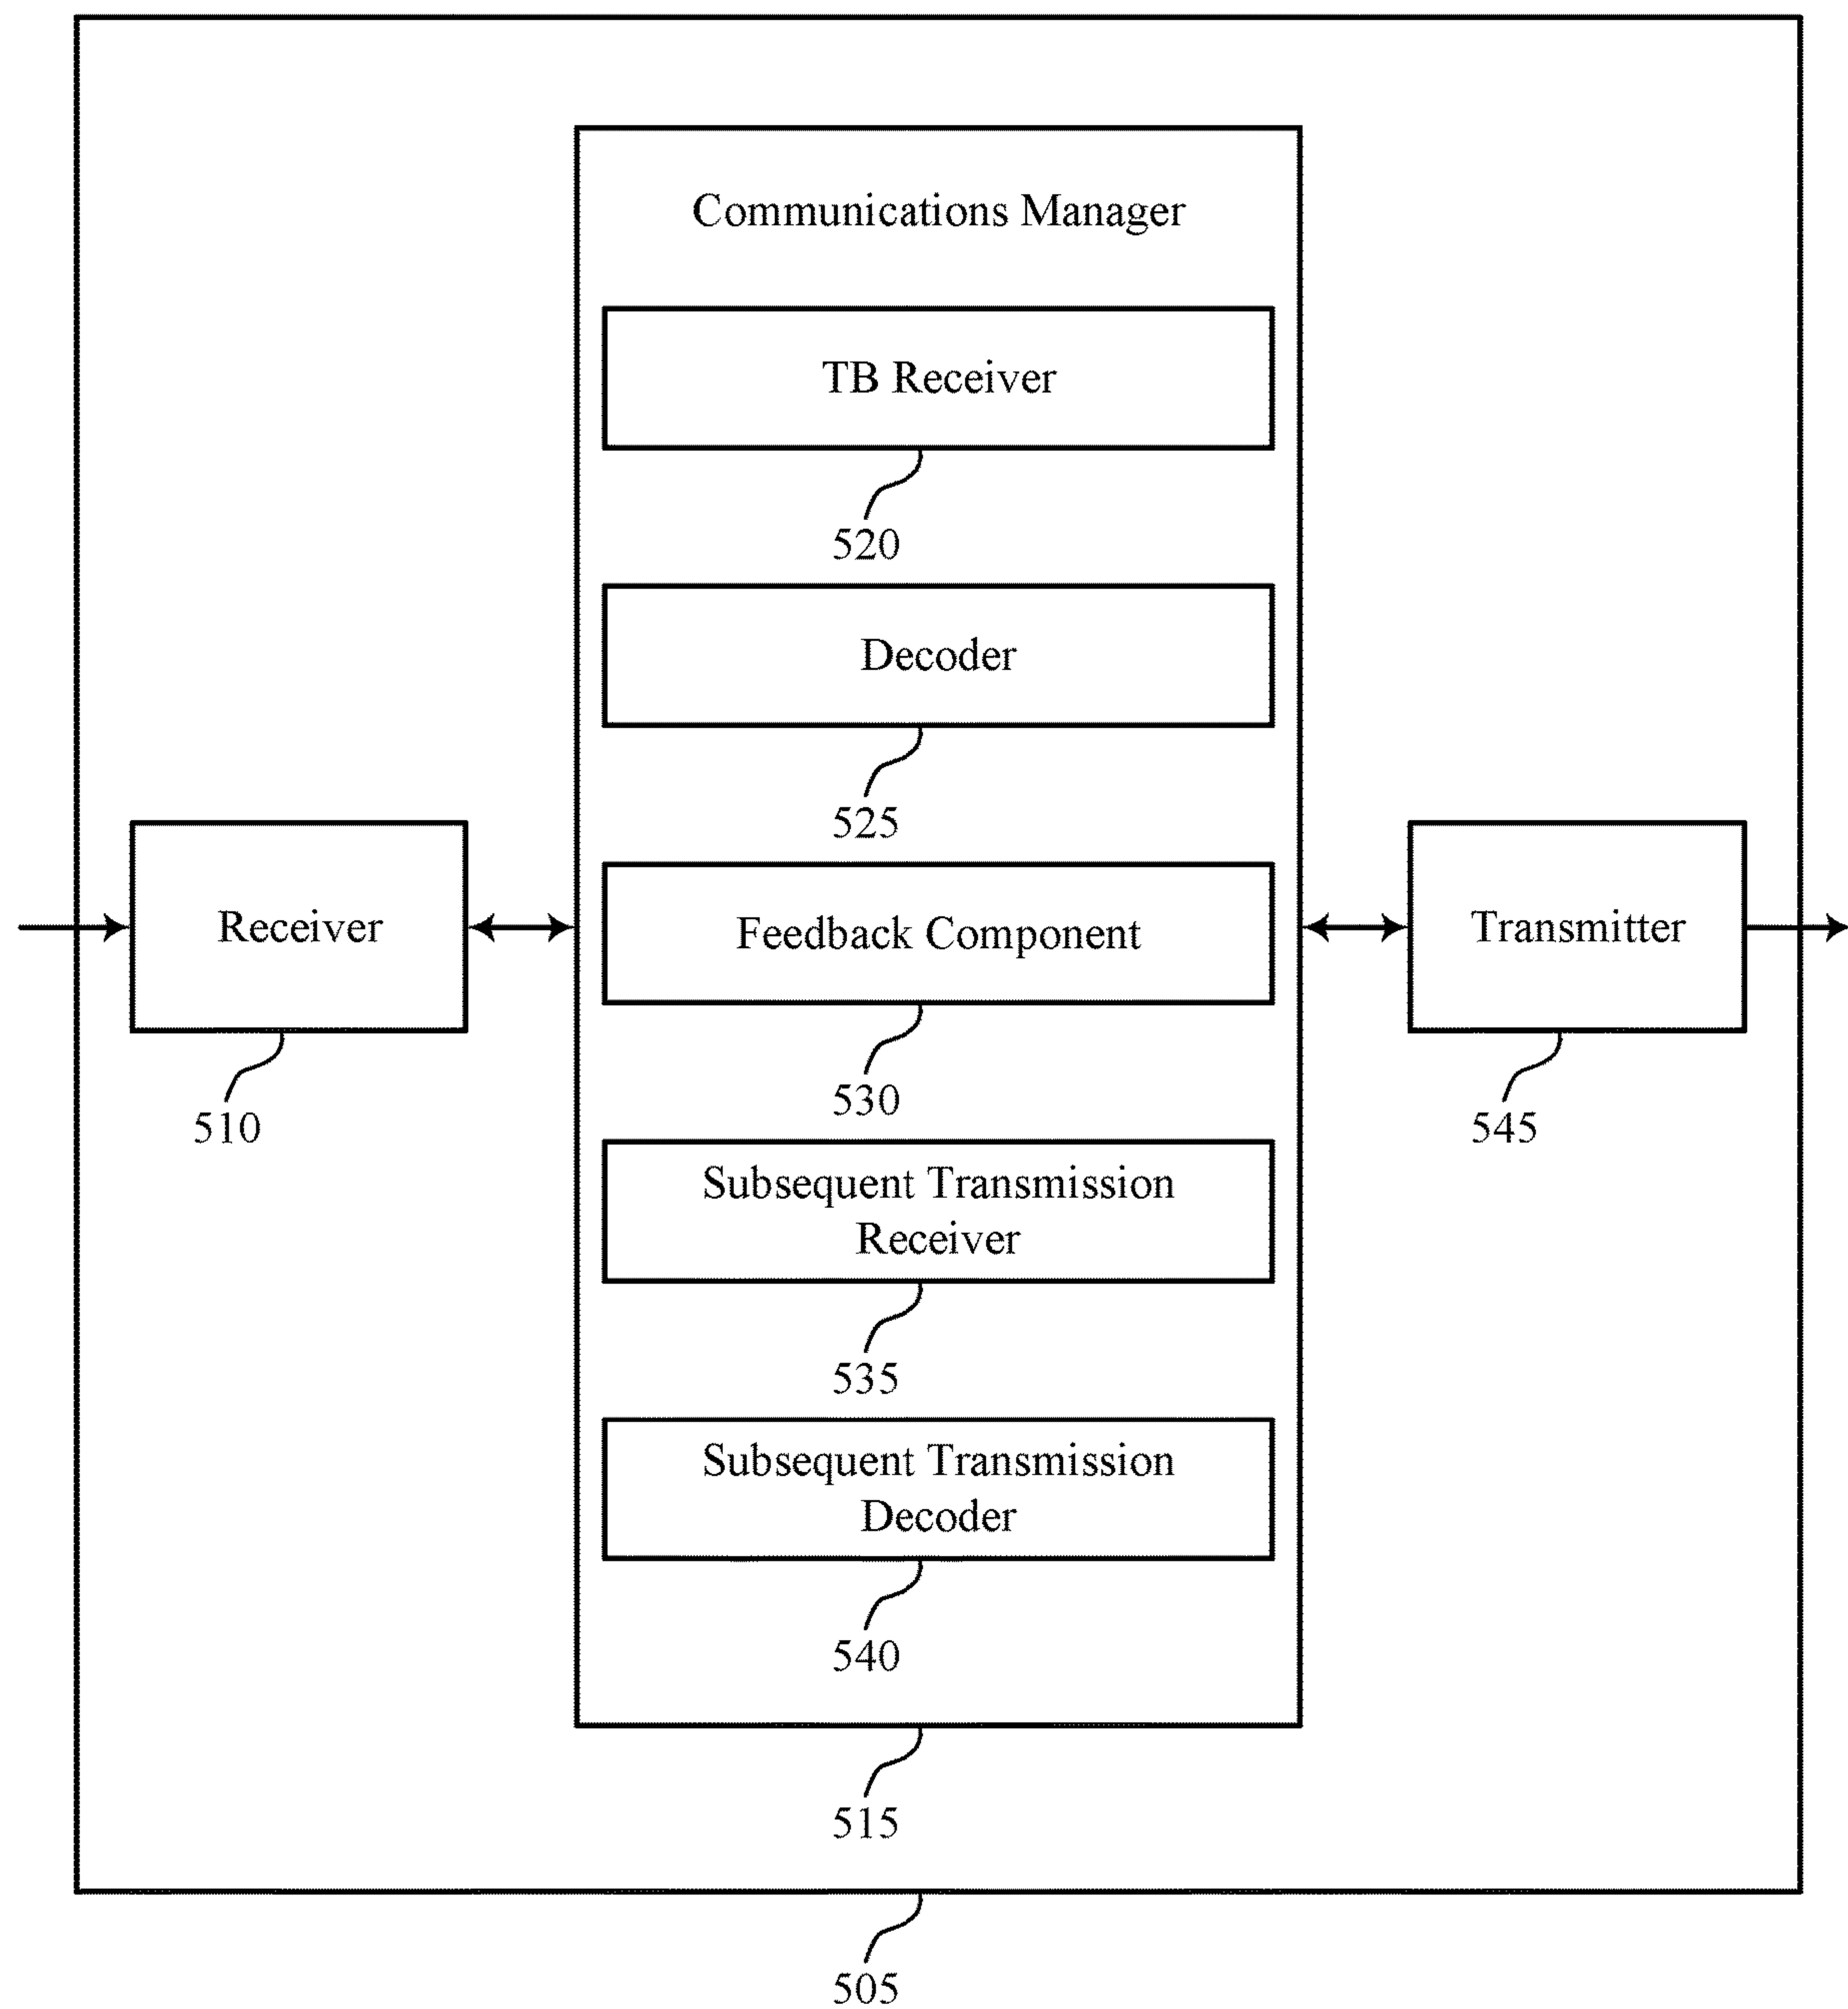 Communications Manager
TB Receiver
520
Decoder
525
Receiver
510
Feedback Component
530
Transmitter
545
Subsequent Transmission
Receiver
535
Subsequent Transmission
Decoder
540
515
505